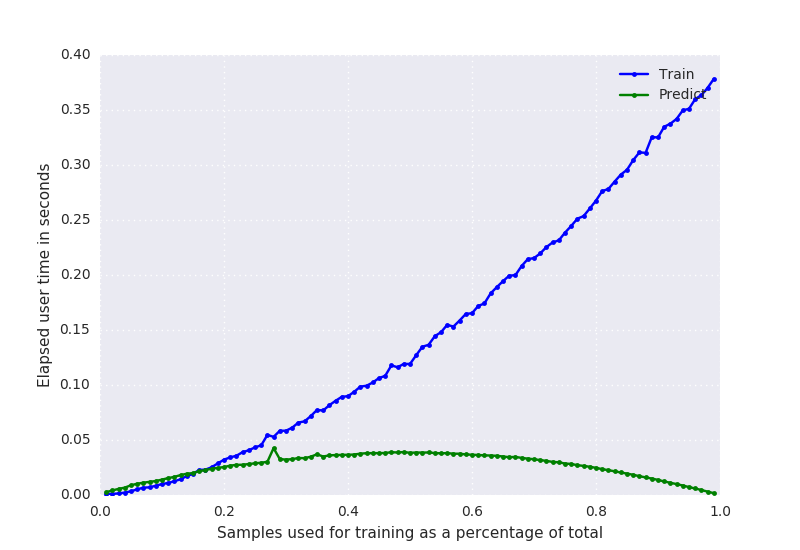 0.40
0.35
0.30
0.25
0.20
0.15
0.10
0.05
0.00
Elapsed user time in seconds
Train
Predict
0.0 0.2 0.4 0.6 0.8 1.0
Samples used for training as a percentage of total